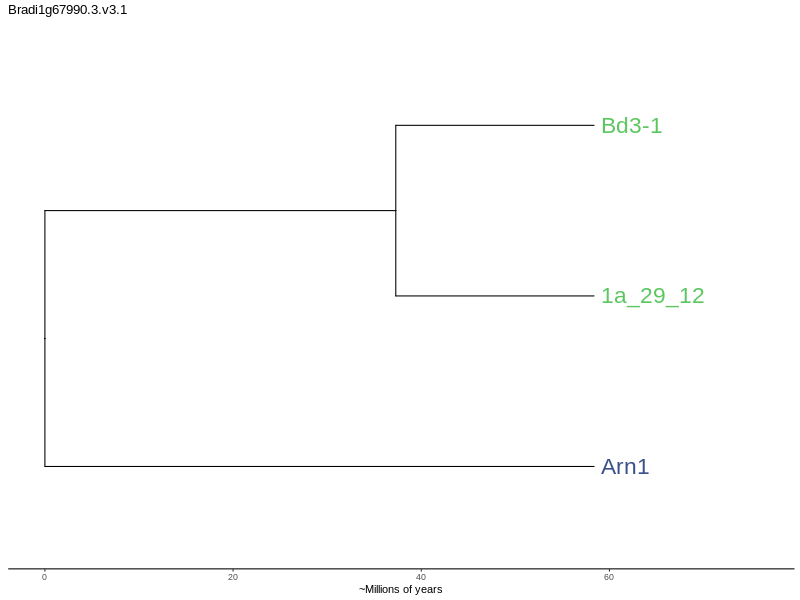 Bradi1g67990.3.v3.1
Bd3-1
1a_29_12
Arn1
0 20 40 60
~Millions of years